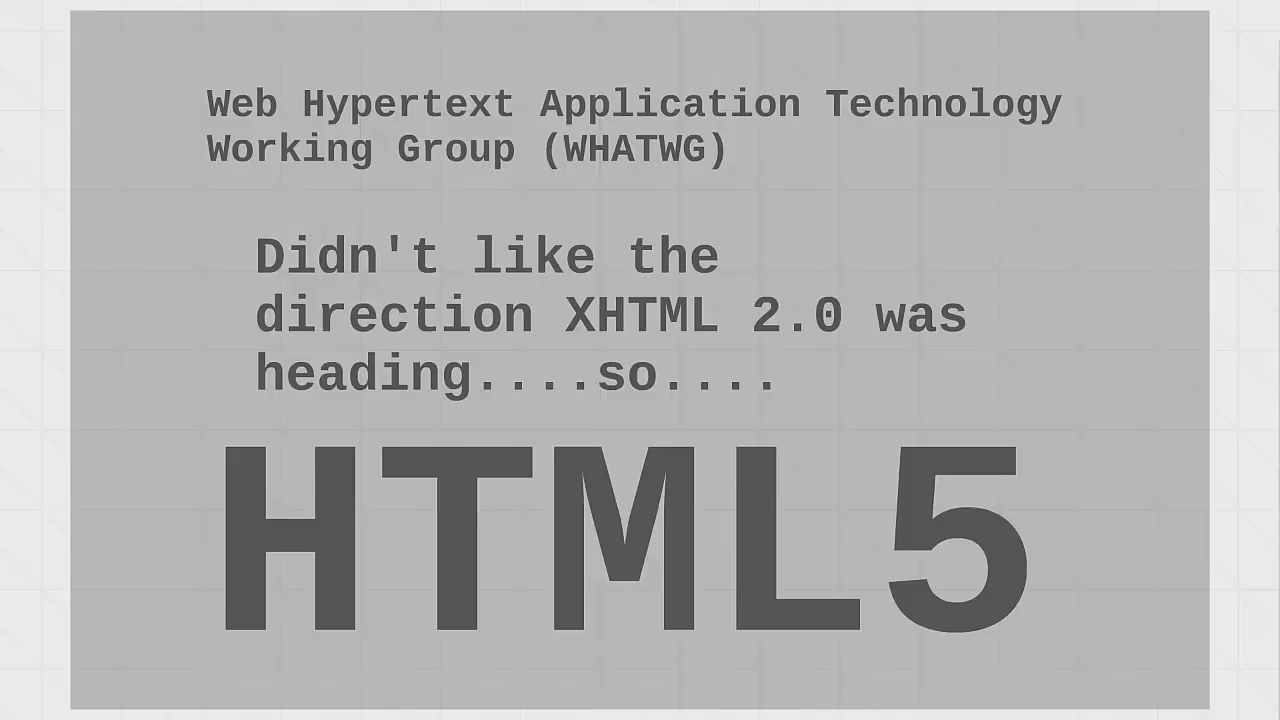 Web Hypertext Application Technology
Working Group (WHATWG)
Didn't like the
direction XHTML 2.0 was
heading....so....
HTML5